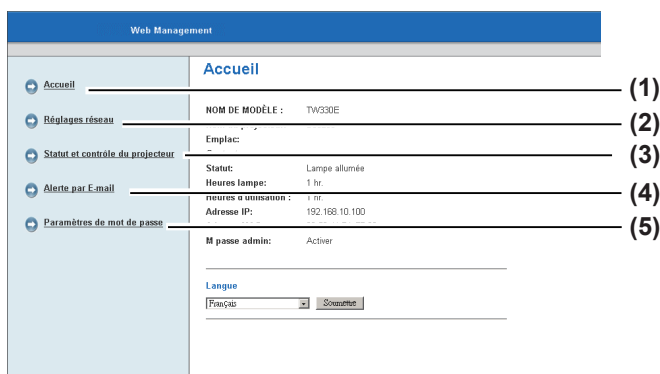 Web Management
Accueil
Réglages réseau
Statut et contrôle du projecteur
Alerte par E-mail
Paramètres de mot de passe
Accueil
NOM DE MODÈLE : TW330E
Emplac:
Statut: Lampe allumée
Heures lampe: 1 hr.
Heures d'utilisation : 1 hr.
Adresse IP: 192.168.10.100
M passe admin: Activer
Langue
Français Soumettre
(1)
(2)
(3)
(4)
(5)